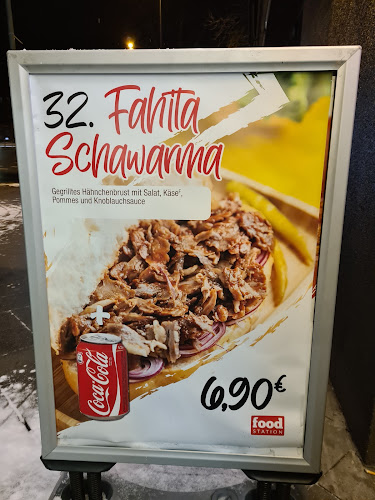 32. Fahita
Schawarma
Gegrilltes Hähnchenbrust mit Salat, Käse¹,
Pommes und Knoblauchsauce
+
Coca-Cola
6,90€
food
STATION